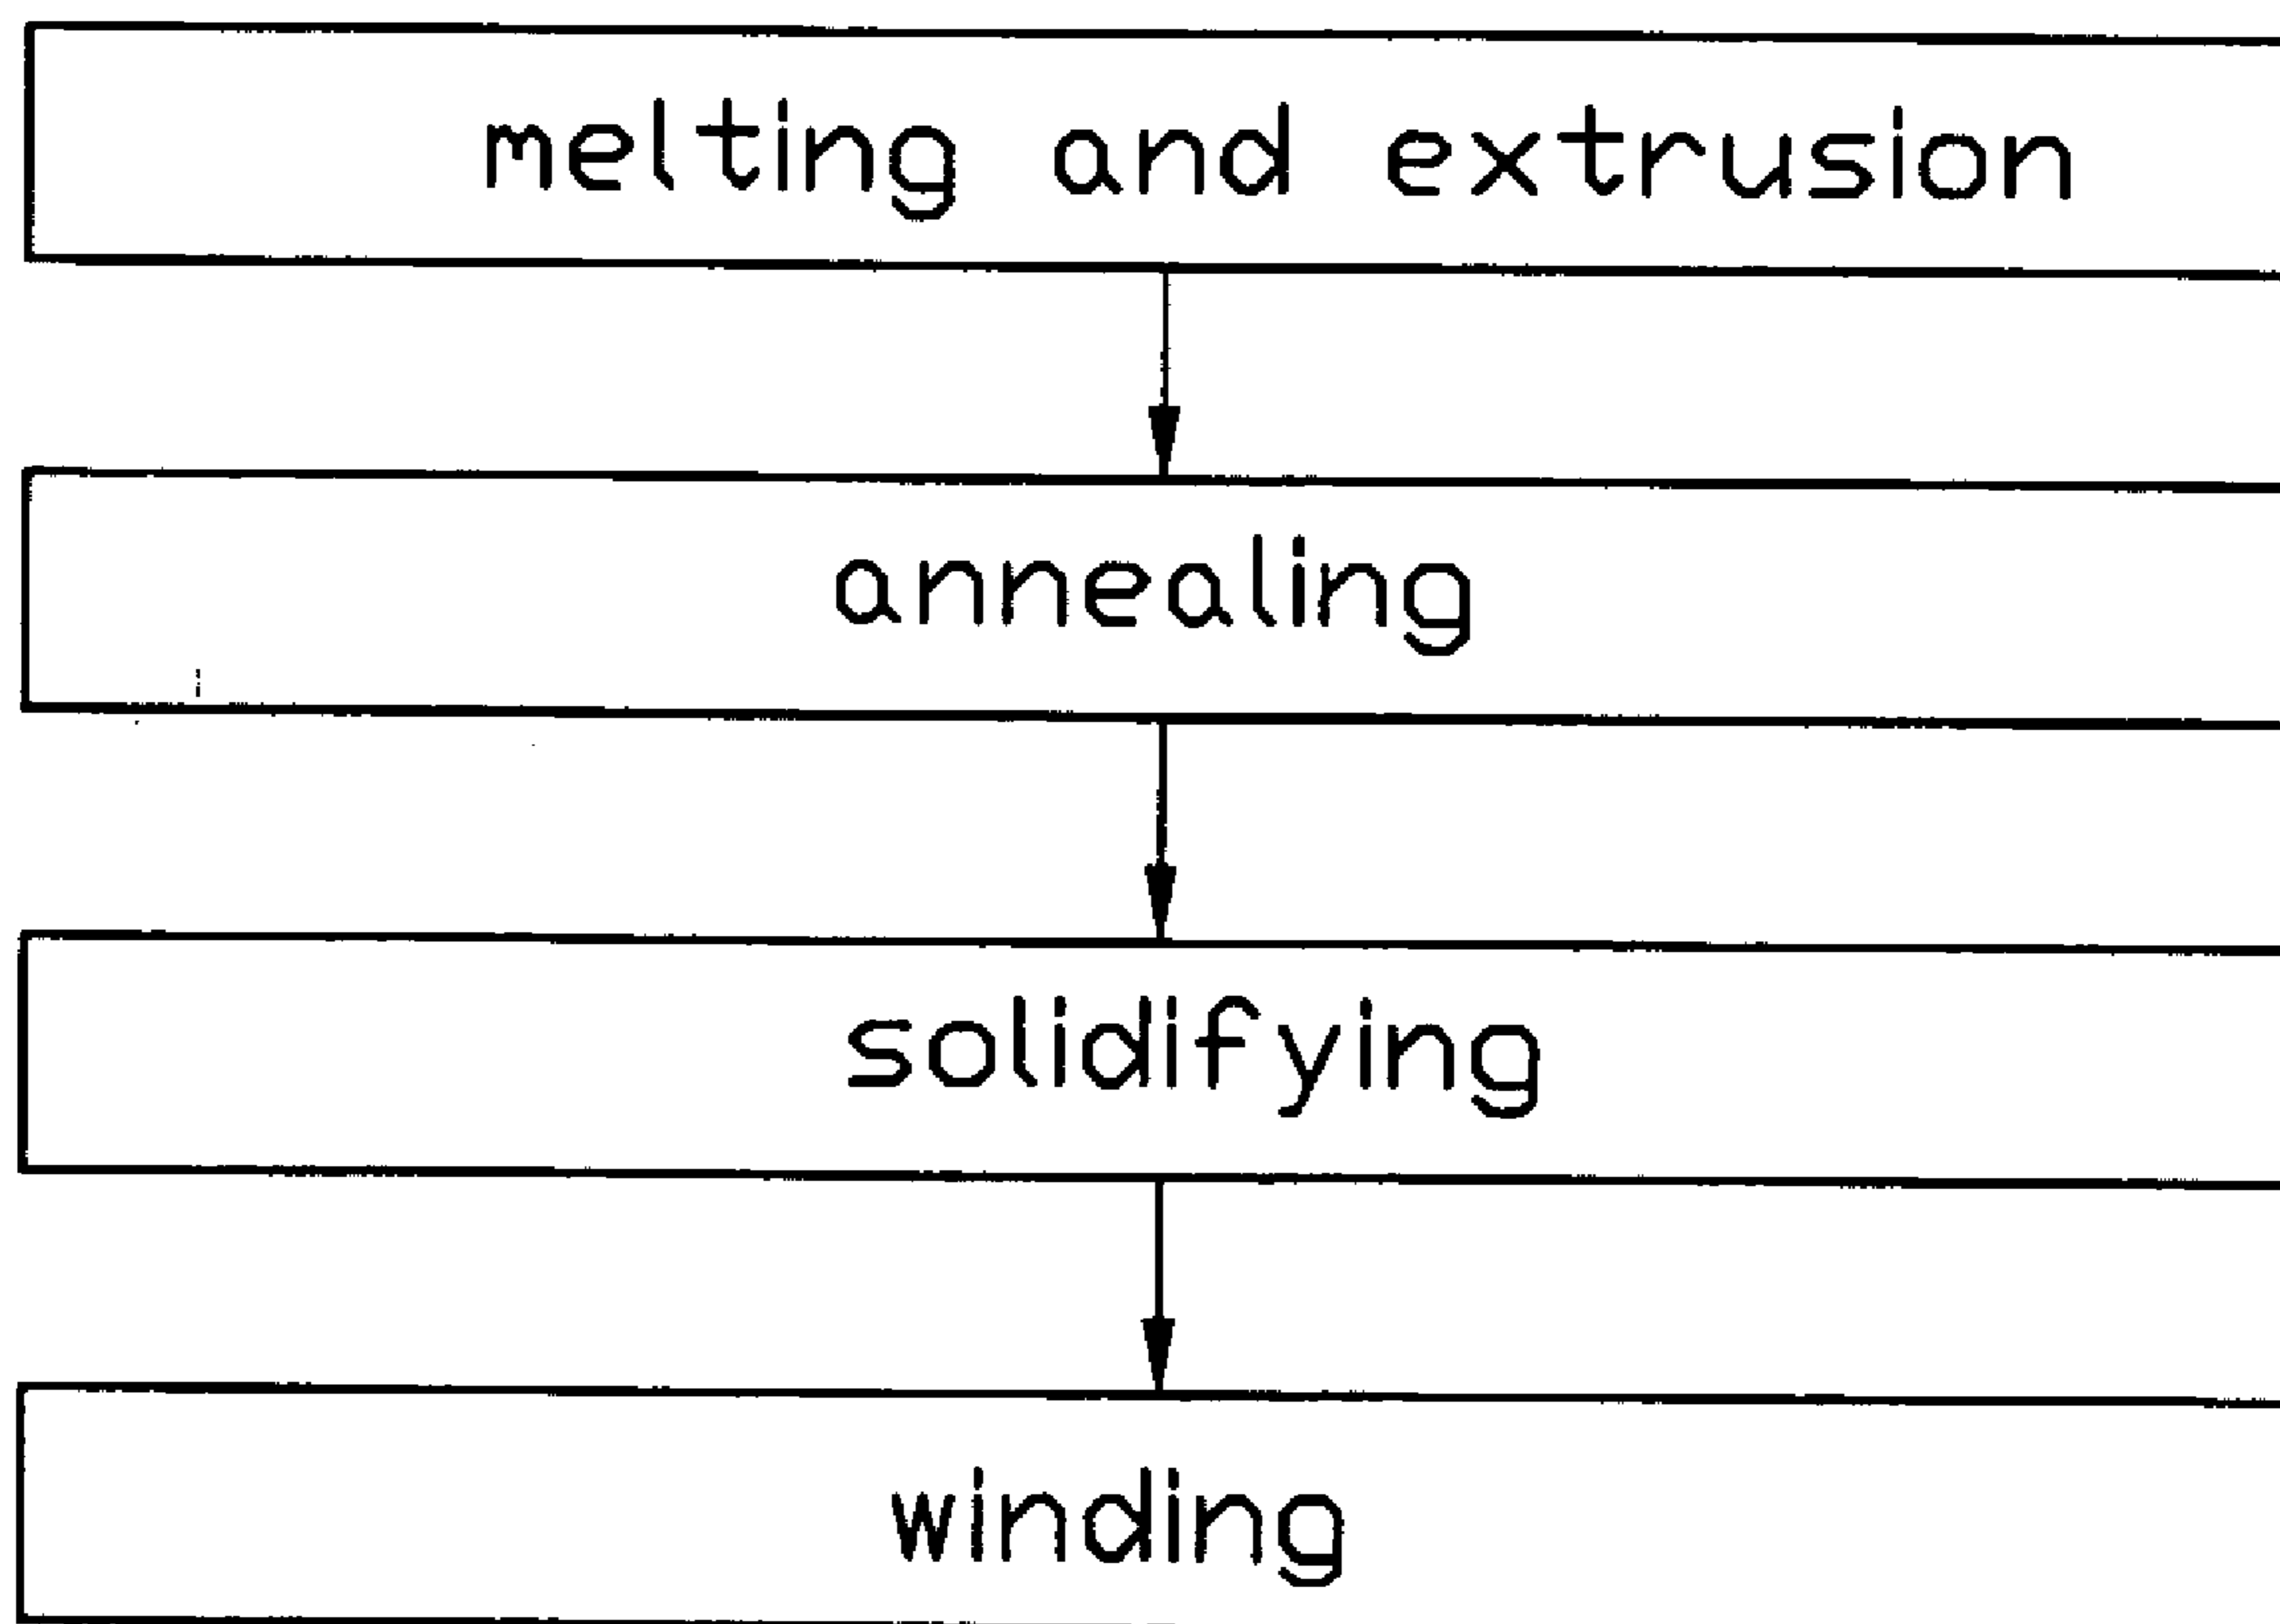 melting and extrusion
annealing
solidifying
winding